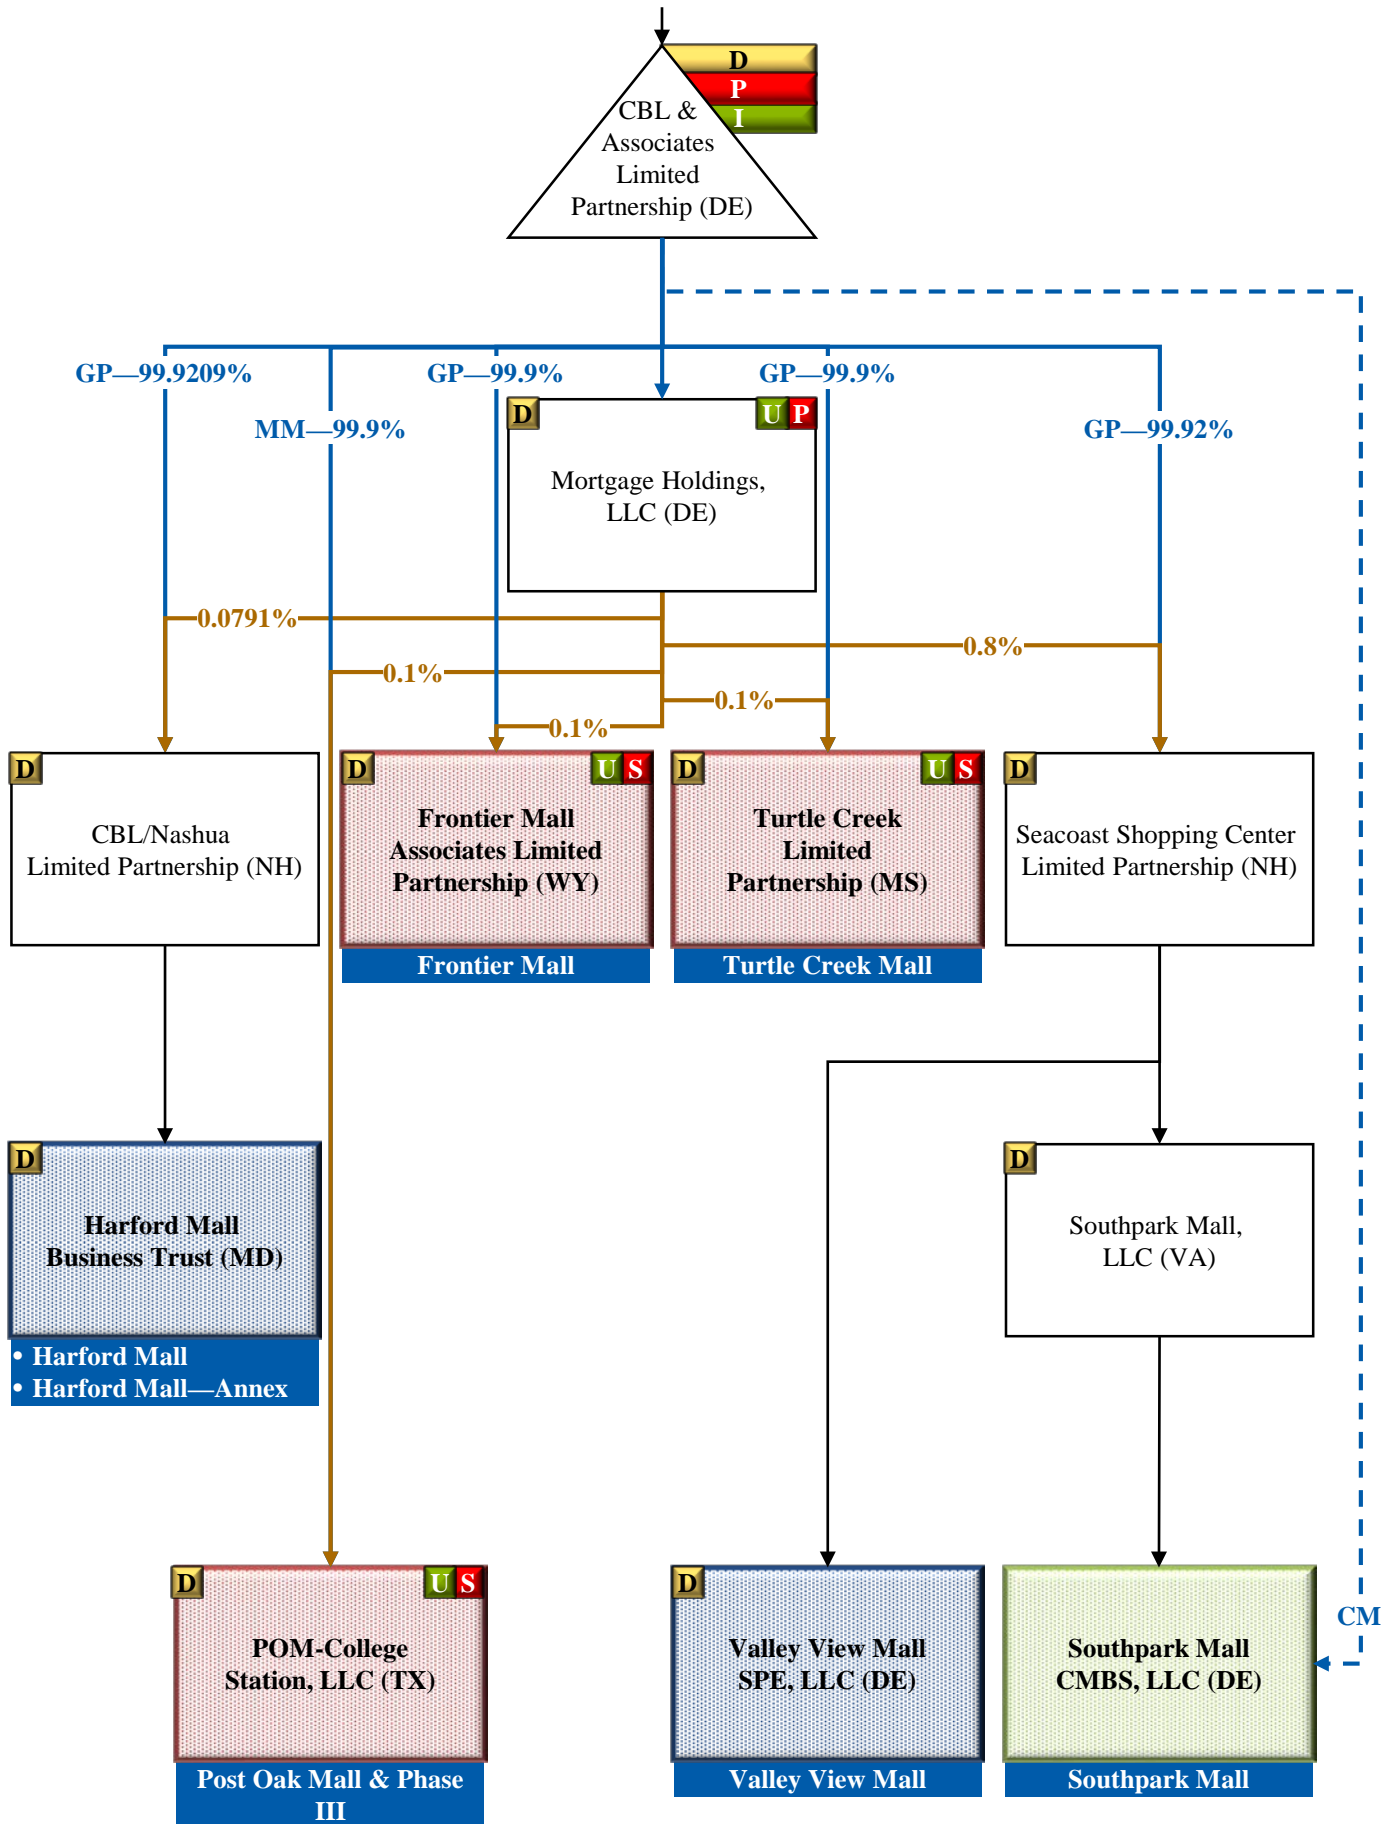 D
P
I
CBL &
Associates
Limited
Partnership (DE)
GP—99.9209%
GP—99.9%
GP—99.9%
MM—99.9%
GP—99.92%
D
U P
Mortgage Holdings,
LLC (DE)
0.0791%
0.8%
0.1%
0.1%
0.1%
D
CBL/Nashua
Limited Partnership (NH)
D
U S
Frontier Mall
Associates Limited
Partnership (WY)
Frontier Mall
D
U S
Turtle Creek
Limited
Partnership (MS)
Turtle Creek Mall
D
Seacoast Shopping Center
Limited Partnership (NH)
D
Harford Mall
Business Trust (MD)
• Harford Mall
• Harford Mall—Annex
D
Southpark Mall,
LLC (VA)
D
U S
POM-College
Station, LLC (TX)
Post Oak Mall & Phase
III
D
Valley View Mall
SPE, LLC (DE)
Valley View Mall
Southpark Mall
CMBS, LLC (DE)
Southpark Mall
CM